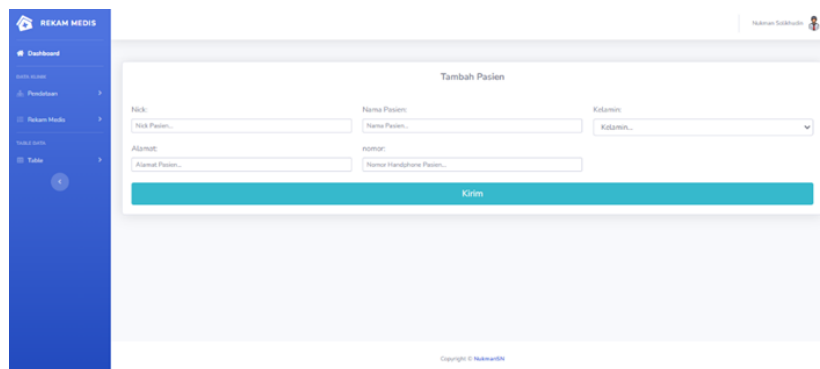 REKAM MEDIS
Nukman Solikhudin
Dashboard
DATA ALAMI
Pendataan
Rekam Medis
TABLE DATA
Table
Tambah Pasien
Nick:
Nama Pasien:
Kelamin:
Nick Pasien...
Nama Pasien...
Kelamin...
Alamat:
nomor:
Alamat Pasien...
Nomor Handphone Pasien...
Kirim
Copyright © NukmanSN